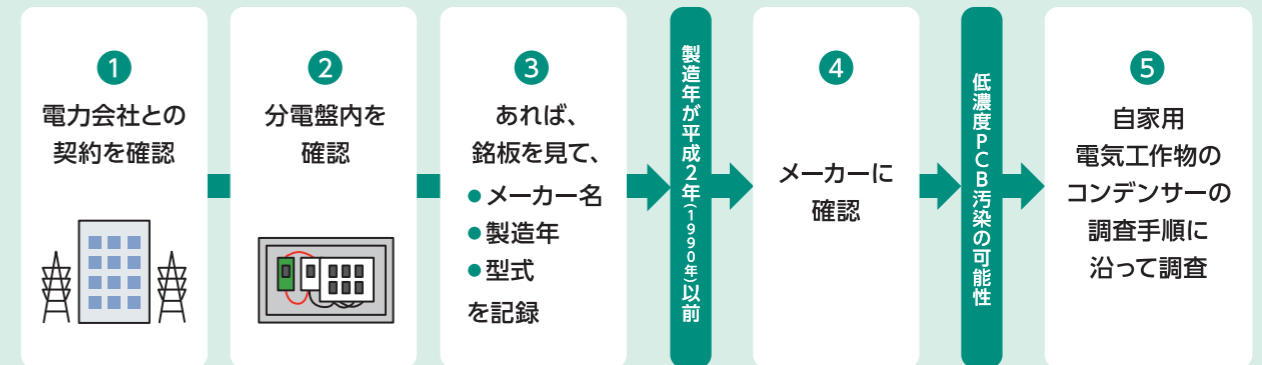 1
電力会社との
契約を確認
2
分電盤内を
確認
3
あれば、
銘板を見て、
●メーカー名
●製造年
●型式
を記録
製造年が平成2年(1990年)以前
4
メーカーに
確認
低濃度PCB汚染の可能性
5
自家用
電気工作物の
コンデンサーの
調査手順に
沿って調査